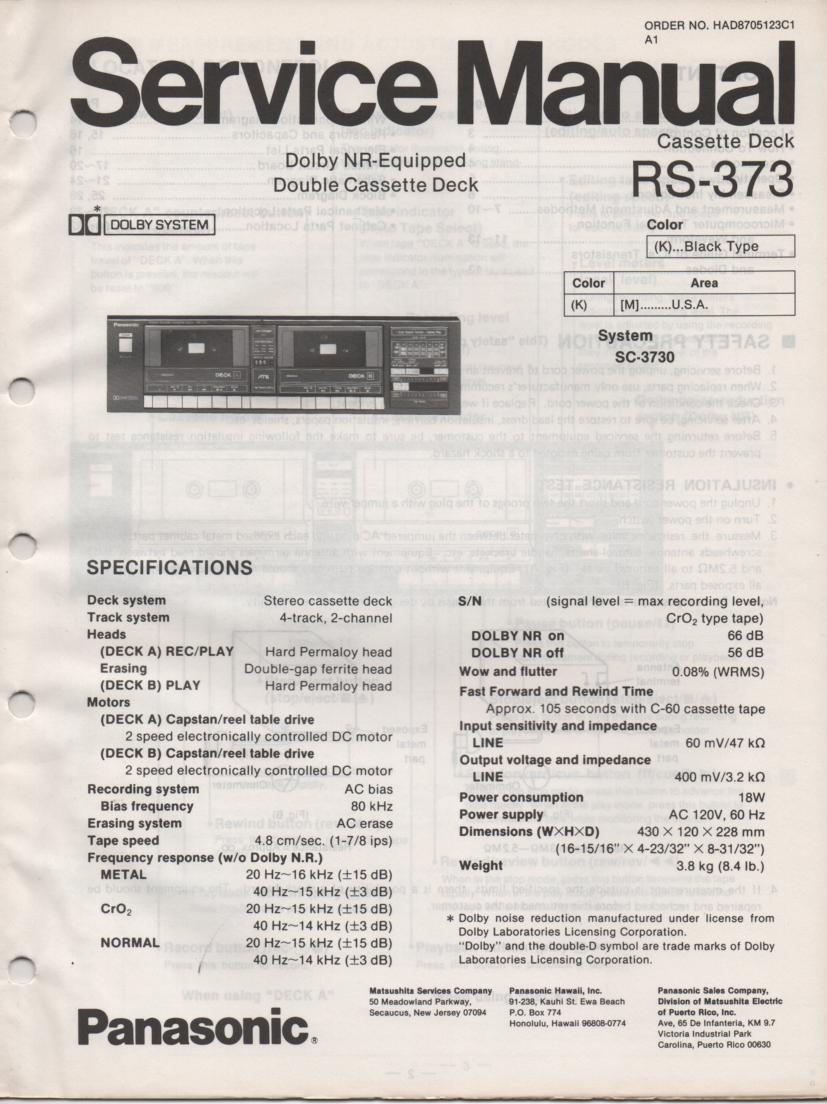 ORDER NO. HAD8705123C1
A1
Service Manual
Cassette Deck
RS-373
Dolby NR-Equipped
Double Cassette Deck
* DOLBY SYSTEM
Color
(K)...Black Type
Color Area
(K) [M].........U.S.A.
System
SC-3730
Panasonic
DECK A
DECK B
SPECIFICATIONS
Deck system Stereo cassette deck
Track system 4-track, 2-channel
Heads
(DECK A) REC/PLAY Hard Permaloy head
Erasing Double-gap ferrite head
(DECK B) PLAY Hard Permaloy head
Motors
(DECK A) Capstan/reel table drive
2 speed electronically controlled DC motor
(DECK B) Capstan/reel table drive
2 speed electronically controlled DC motor
Recording system AC bias
Bias frequency 80 kHz
Erasing system AC erase
Tape speed 4.8 cm/sec. (1-7/8 ips)
Frequency response (w/o Dolby N.R.)
METAL 20 Hz~16 kHz (±15 dB)
40 Hz~15 kHz (±3 dB)
CrO₂ 20 Hz~15 kHz (±15 dB)
40 Hz~14 kHz (±3 dB)
NORMAL 20 Hz~15 kHz (±15 dB)
40 Hz~14 kHz (±3 dB)
S/N (signal level = max recording level,
CrO₂ type tape)
DOLBY NR on 66 dB
DOLBY NR off 56 dB
Wow and flutter 0.08% (WRMS)
Fast Forward and Rewind Time
Approx. 105 seconds with C-60 cassette tape
Input sensitivity and impedance
LINE 60 mV/47 kΩ
Output voltage and impedance
LINE 400 mV/3.2 kΩ
Power consumption 18W
Power supply AC 120V, 60 Hz
Dimensions (W×H×D) 430 × 120 × 228 mm
(16-15/16" × 4-23/32" × 8-31/32")
Weight 3.8 kg (8.4 lb.)
* Dolby noise reduction manufactured under license from
Dolby Laboratories Licensing Corporation.
"Dolby" and the double-D symbol are trade marks of Dolby
Laboratories Licensing Corporation.
Panasonic®
Matsushita Services Company
50 Meadowland Parkway,
Secaucus, New Jersey 07094
Panasonic Hawaii, Inc.
91-238, Kauhi St. Ewa Beach
P.O. Box 774
Honolulu, Hawaii 96808-0774
Panasonic Sales Company,
Division of Matsushita Electric
of Puerto Rico, Inc.
Ave, 65 De Infanteria, KM 9.7
Victoria Industrial Park
Carolina, Puerto Rico 00630